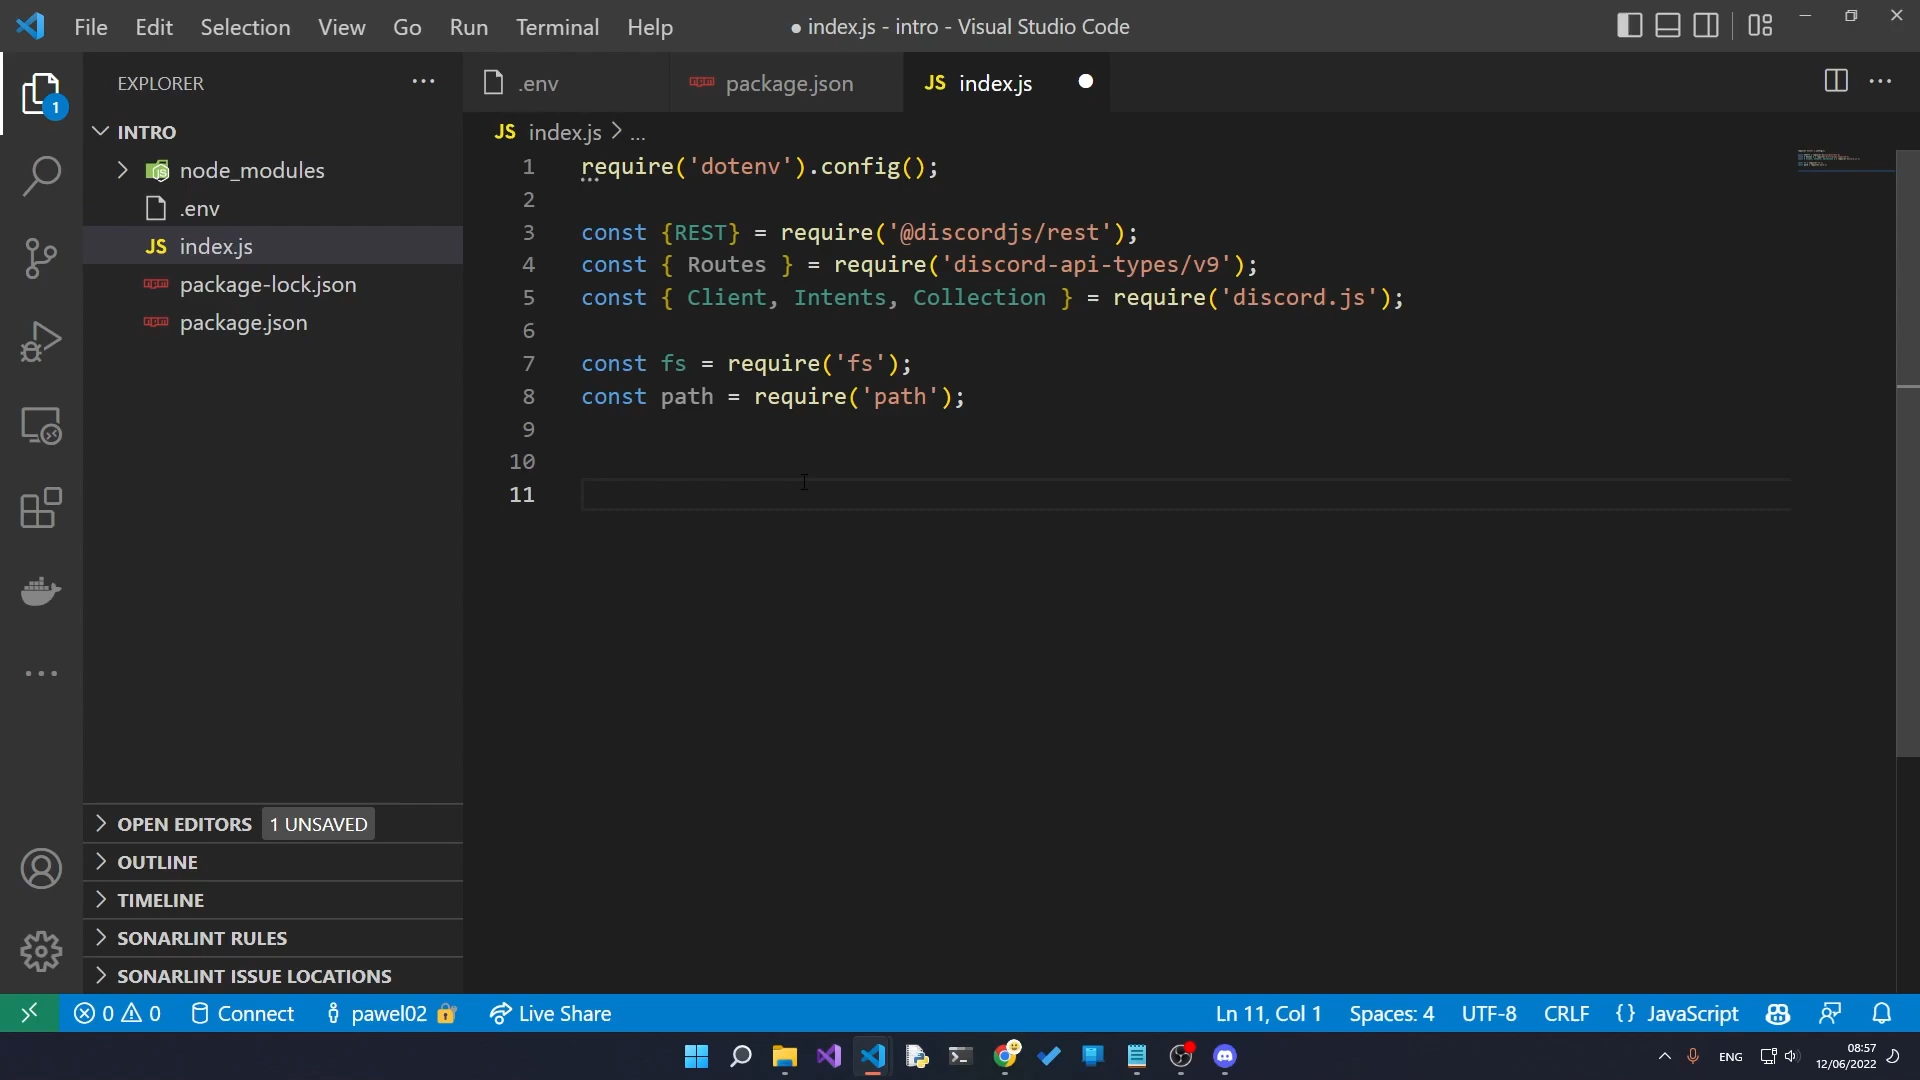 File Edit Selection View Go Run Terminal Help
● index.js - intro - Visual Studio Code
EXPLORER
1
INTRO
node_modules
.env
JS index.js
package-lock.json
package.json
.env
package.json
JS index.js
JS index.js > ...
1 require('dotenv').config();
2
3 const {REST} = require('@discordjs/rest');
4 const { Routes } = require('discord-api-types/v9');
5 const { Client, Intents, Collection } = require('discord.js');
6
7 const fs = require('fs');
8 const path = require('path');
9
10
11
OPEN EDITORS 1 UNSAVED
OUTLINE
TIMELINE
SONARLINT RULES
SONARLINT ISSUE LOCATIONS
0 0 Connect pawel02 Live Share
Ln 11, Col 1 Spaces: 4 UTF-8 CRLF {} JavaScript
ENG
08:57
12/06/2022